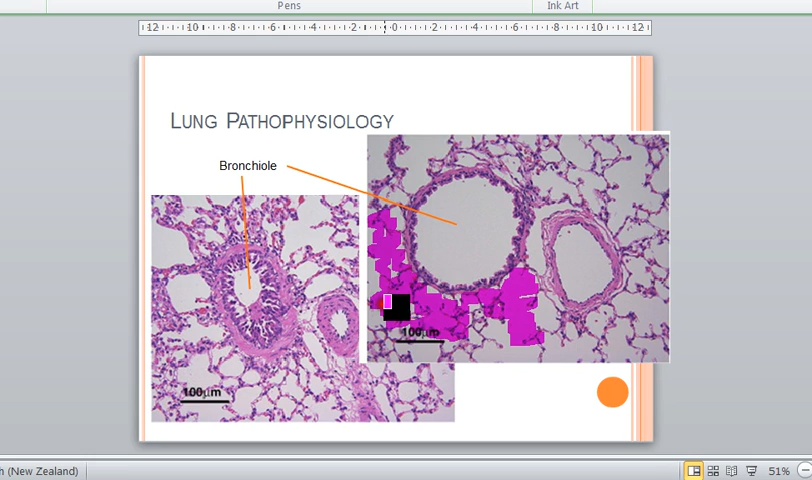 Pens
Ink Art
12 · 10 · 8 · 6 · 4 · 2 · 0 · 2 · 4 · 6 · 8 · 10 · 12
LUNG PATHOPHYSIOLOGY
Bronchiole
100µm
100µm
h (New Zealand)
51%